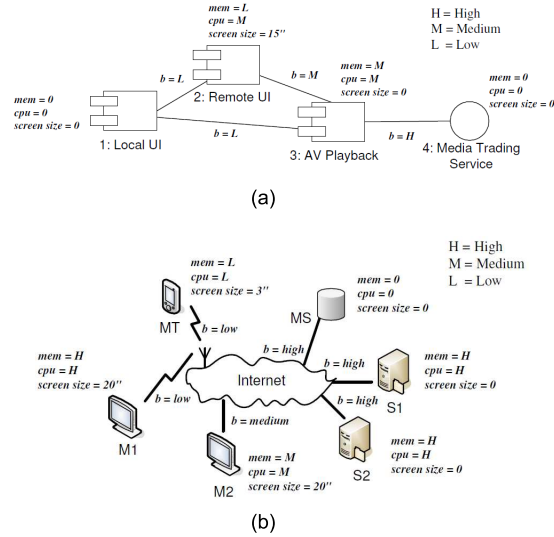 mem = L
cpu = M
screen size = 15"
H = High
M = Medium
L = Low
b = L
2: Remote UI
b = M
mem = 0
cpu = 0
screen size = 0
1: Local UI
b = L
mem = M
cpu = M
screen size = 0
3: AV Playback
b = H
mem = 0
cpu = 0
screen size = 0
4: Media Trading
Service
(a)
H = High
M = Medium
L = Low
mem = L
cpu = L
screen size = 3"
MT
b = low
mem = 0
cpu = 0
screen size = 0
MS
b = high
mem = H
cpu = H
screen size = 20"
M1
b = low
Internet
b = high
mem = H
cpu = H
screen size = 0
S1
b = high
b = medium
mem = M
cpu = M
screen size = 20"
M2
mem = H
cpu = H
screen size = 0
S2
(b)